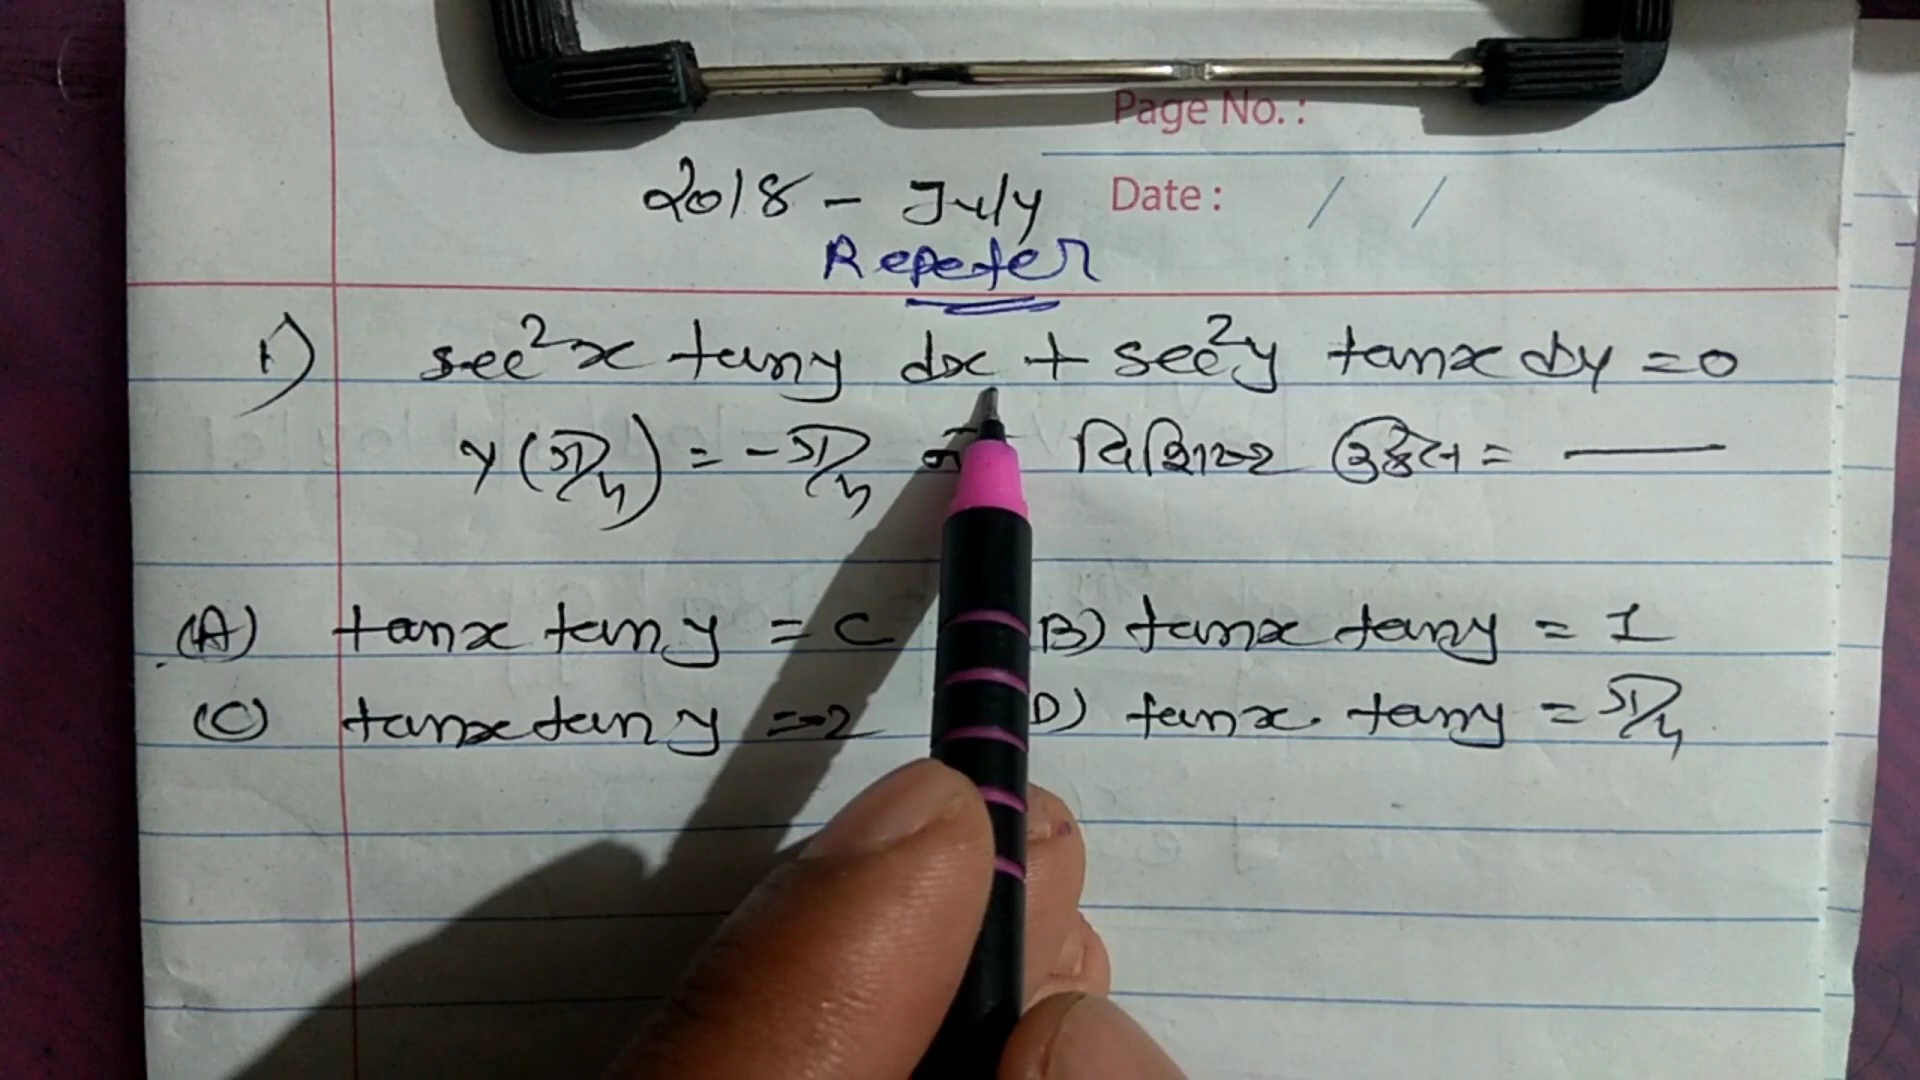 Page No. :
2018 - July
Date : / /
Repeter
1) sec²x tany dx + sec²y tanx dy = 0
y(π/4) = -π/4 નો વિશિષ્ટ ઉકેલ = ———
(A) tanx tany = c
B) tanx tany = 1
(C) tanx tany = -2
D) tanx. tany = π/4